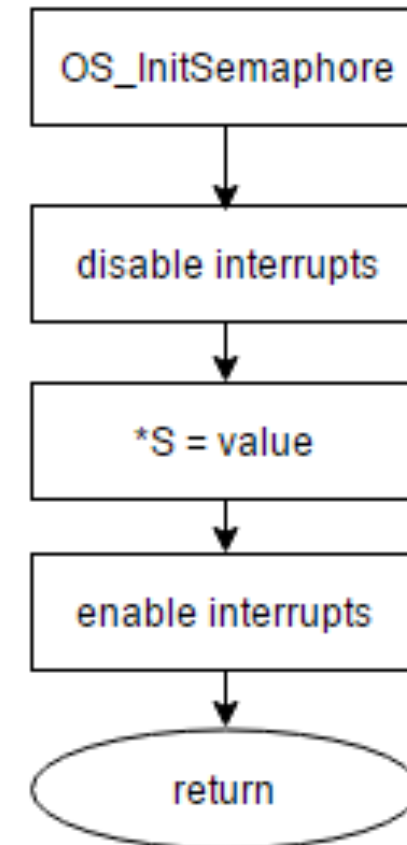 OS_InitSemaphore
disable interrupts
*S = value
enable interrupts
return